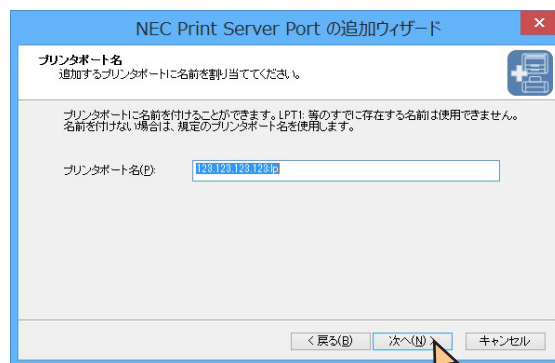 NEC Print Server Port の追加ウィザード
プリンタポート名
追加するプリンタポートに名前を割り当ててください。
プリンタポートに名前を付けることができます。LPT1: 等のすでに存在する名前は使用できません。
名前を付けない場合は、規定のプリンタポート名を使用します。
プリンタポート名(P):
123.123.123.123:lp
< 戻る(B)
次へ(N) >
キャンセル